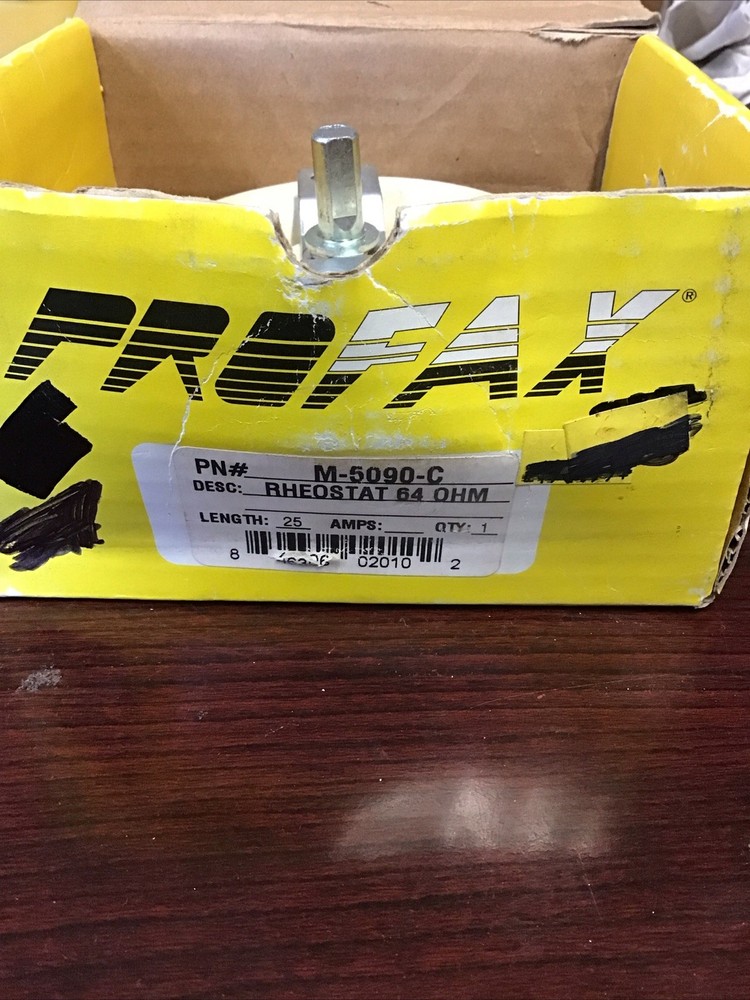 PROFAX®
PN# M-5090-C
DESC: RHEOSTAT 64 OHM
LENGTH: 25 AMPS: QTY: 1
8 02010 2